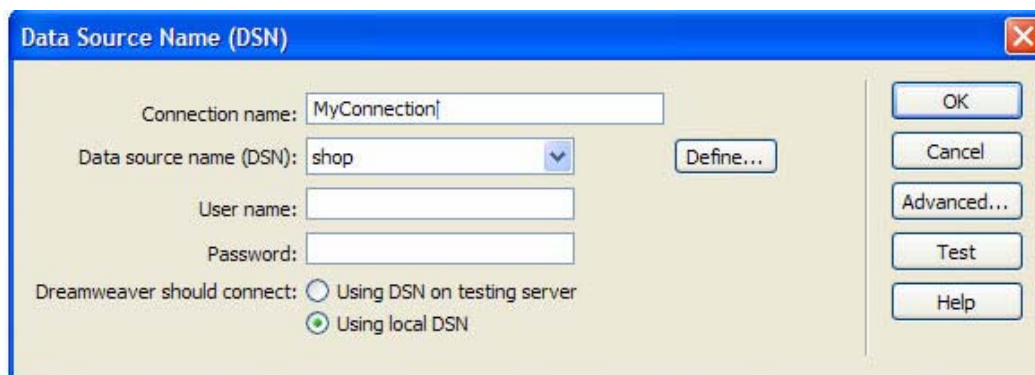 Data Source Name (DSN)
Connection name: MyConnection
Data source name (DSN): shop
Define...
User name:
Password:
Dreamweaver should connect: Using DSN on testing server
Using local DSN
OK
Cancel
Advanced...
Test
Help